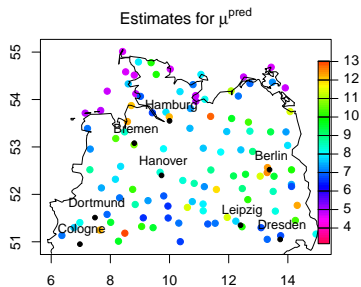 Estimates for μ^pred
55
54
53
52
51
6 8 10 12 14
Hamburg
Bremen
Hanover
Berlin
Dortmund
Leipzig
Cologne
Dresden
13
12
11
10
9
8
7
6
5
4